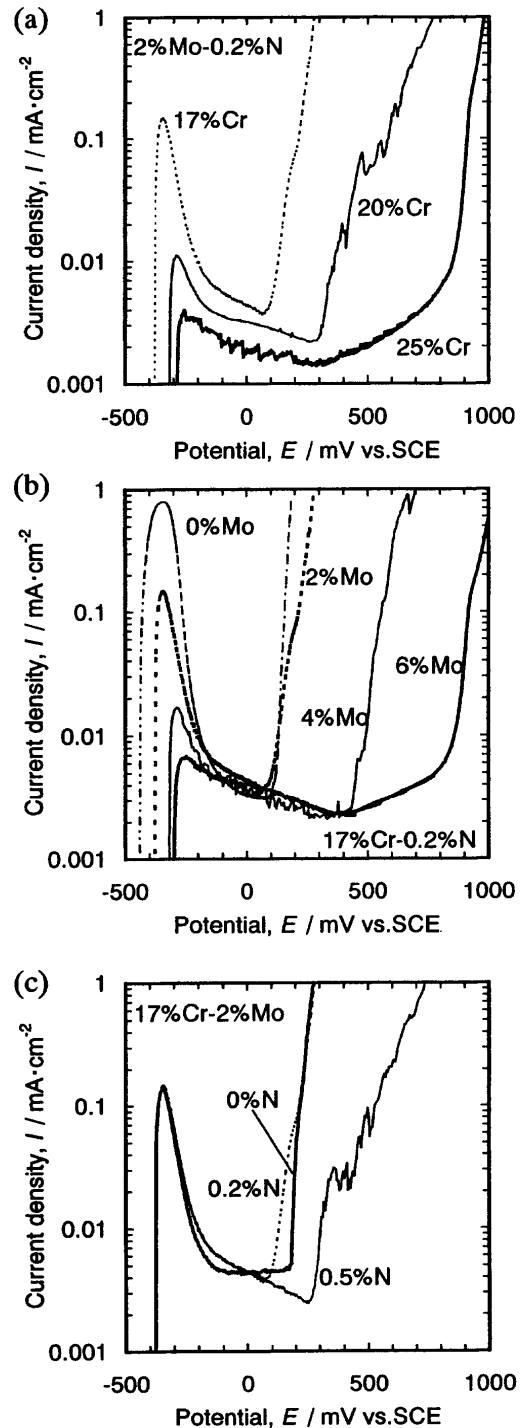 (a)
1
2%Mo-0.2%N
17%Cr
0.1
20%Cr
0.01
25%Cr
0.001
-500 0 500 1000
Current density, I / mA·cm-2
Potential, E / mV vs.SCE
(b)
1
0%Mo
2%Mo
0.1
6%Mo
4%Mo
0.01
17%Cr-0.2%N
0.001
-500 0 500 1000
Current density, I / mA·cm-2
Potential, E / mV vs.SCE.
(c)
1
17%Cr-2%Mo
0%N
0.1
0.2%N
0.01
0.5%N
0.001
-500 0 500 1000
Current density, I / mA·cm-2
Potential, E / mV vs.SCE